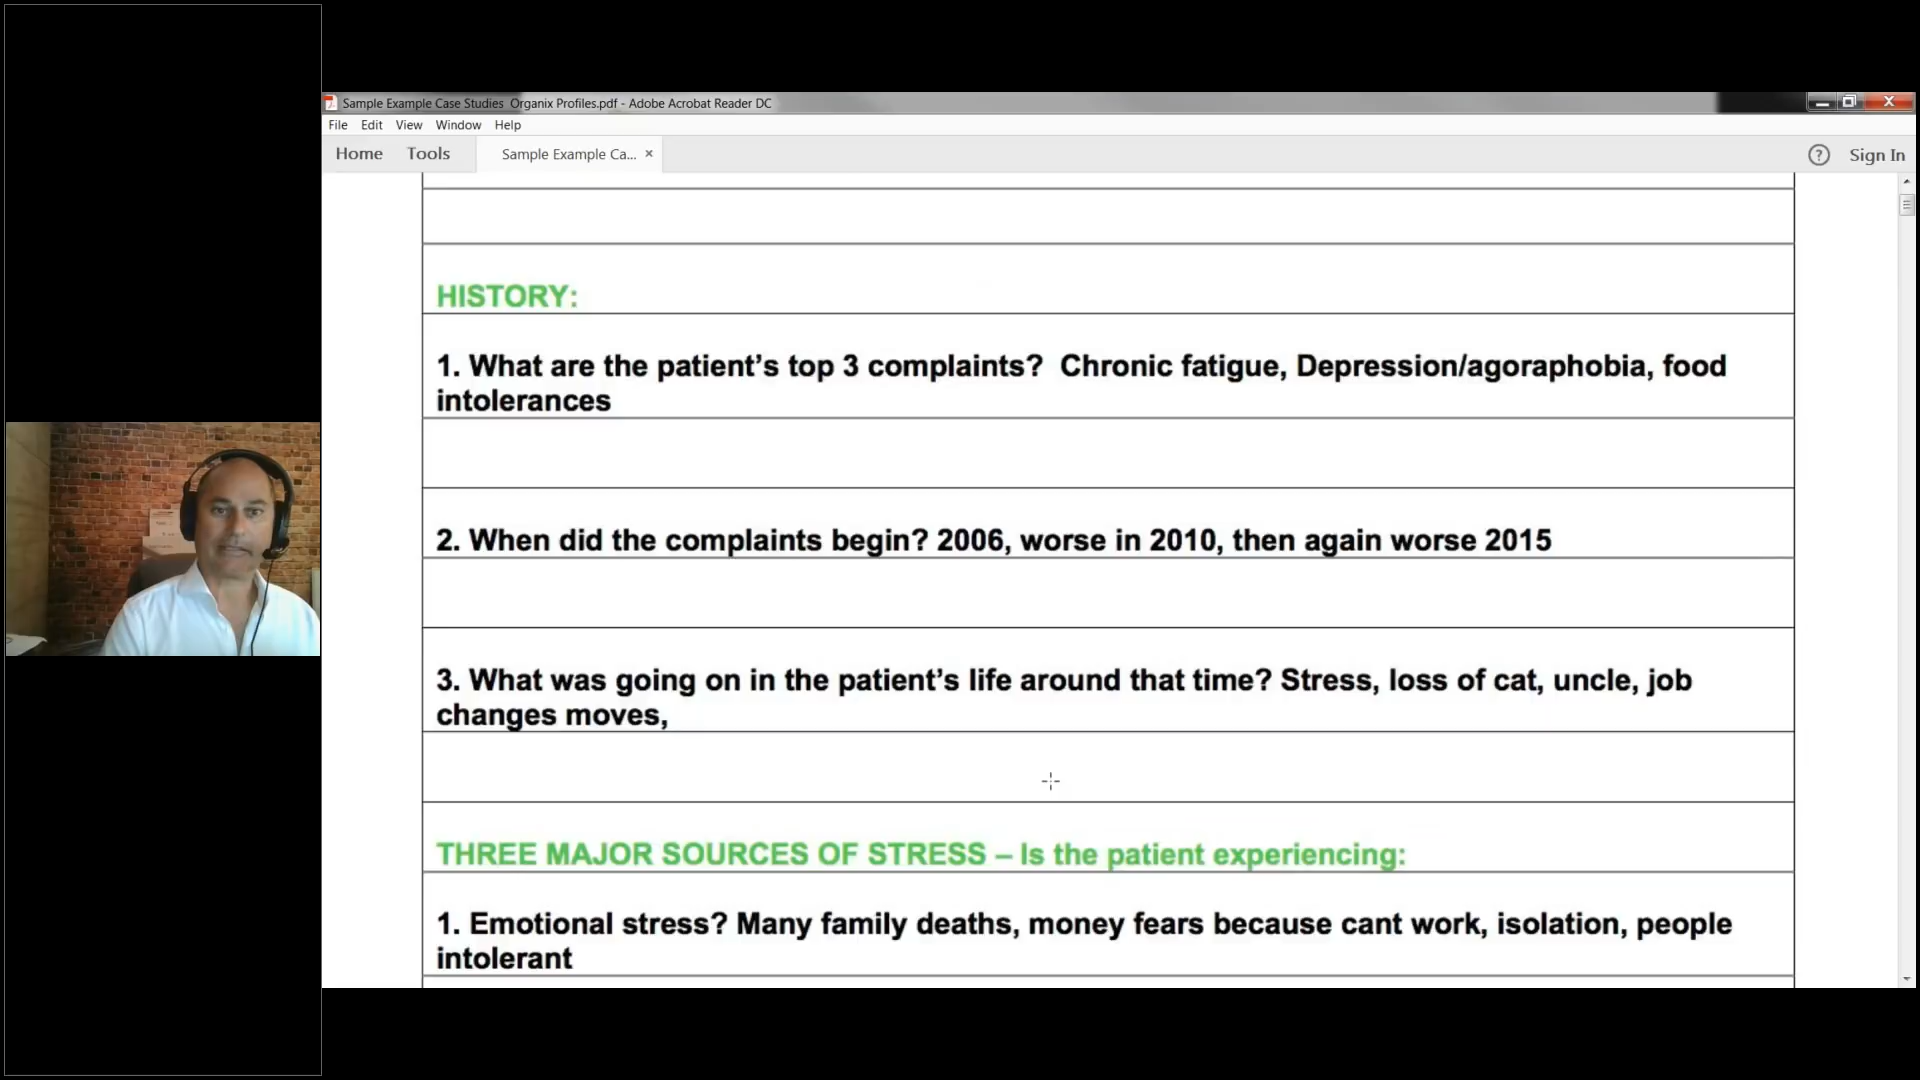 Sample Example Case Studies  Organix Profiles.pdf - Adobe Acrobat Reader DC
File Edit View Window Help
Home Tools Sample Example Ca... × ? Sign In
HISTORY:
1. What are the patient’s top 3 complaints?  Chronic fatigue, Depression/agoraphobia, food
intolerances
2. When did the complaints begin? 2006, worse in 2010, then again worse 2015
3. What was going on in the patient’s life around that time? Stress, loss of cat, uncle, job
changes moves,
THREE MAJOR SOURCES OF STRESS – Is the patient experiencing:
1. Emotional stress? Many family deaths, money fears because cant work, isolation, people
intolerant